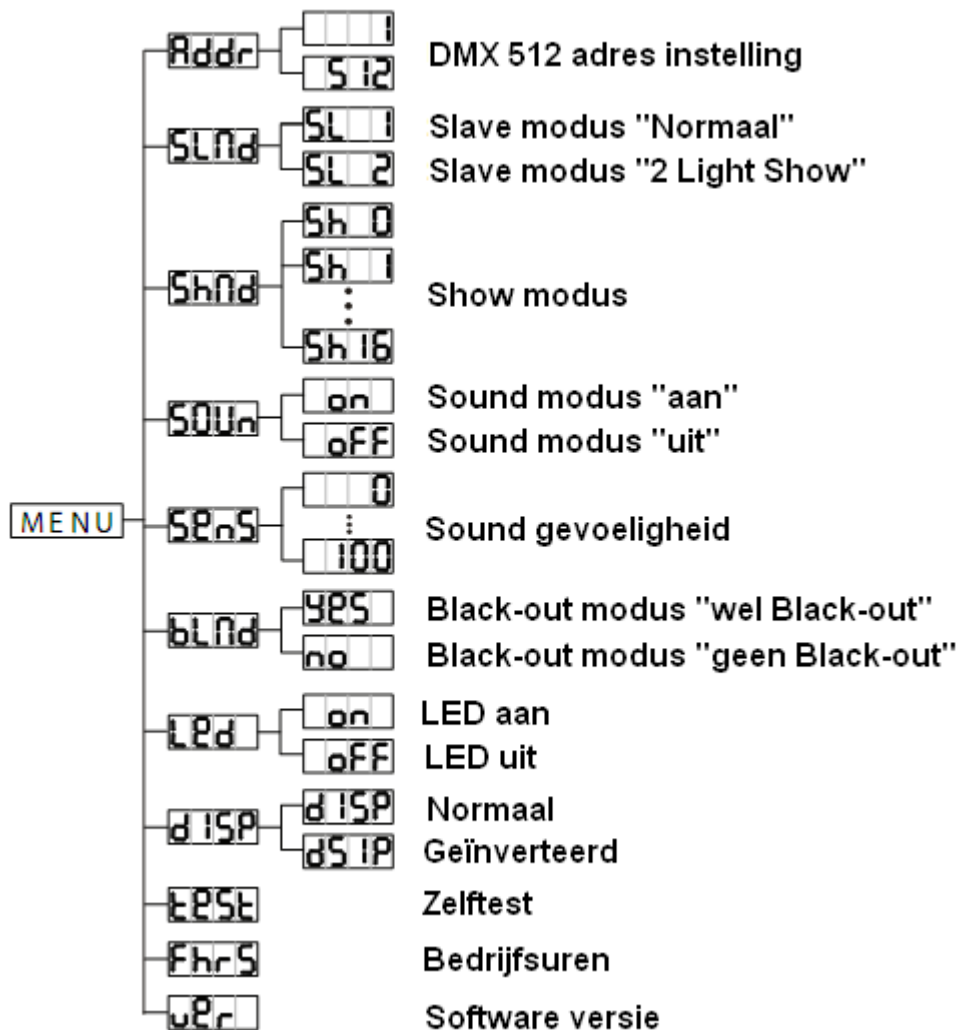 Addr
1
512
DMX 512 adres instelling
SLMd
SL 1
Slave modus "Normaal"
SL 2
Slave modus "2 Light Show"
ShMd
Sh 0
Sh 1
Sh 16
Show modus
SOUn
on
Sound modus "aan"
oFF
Sound modus "uit"
MENU
SenS
0
100
Sound gevoeligheid
bLMd
yes
Black-out modus "wel Black-out"
no
Black-out modus "geen Black-out"
Led
on
LED aan
oFF
LED uit
dISP
dISP
Normaal
dSIP
Geïnverteerd
teSt
Zelftest
FhrS
Bedrijfsuren
ver
Software versie